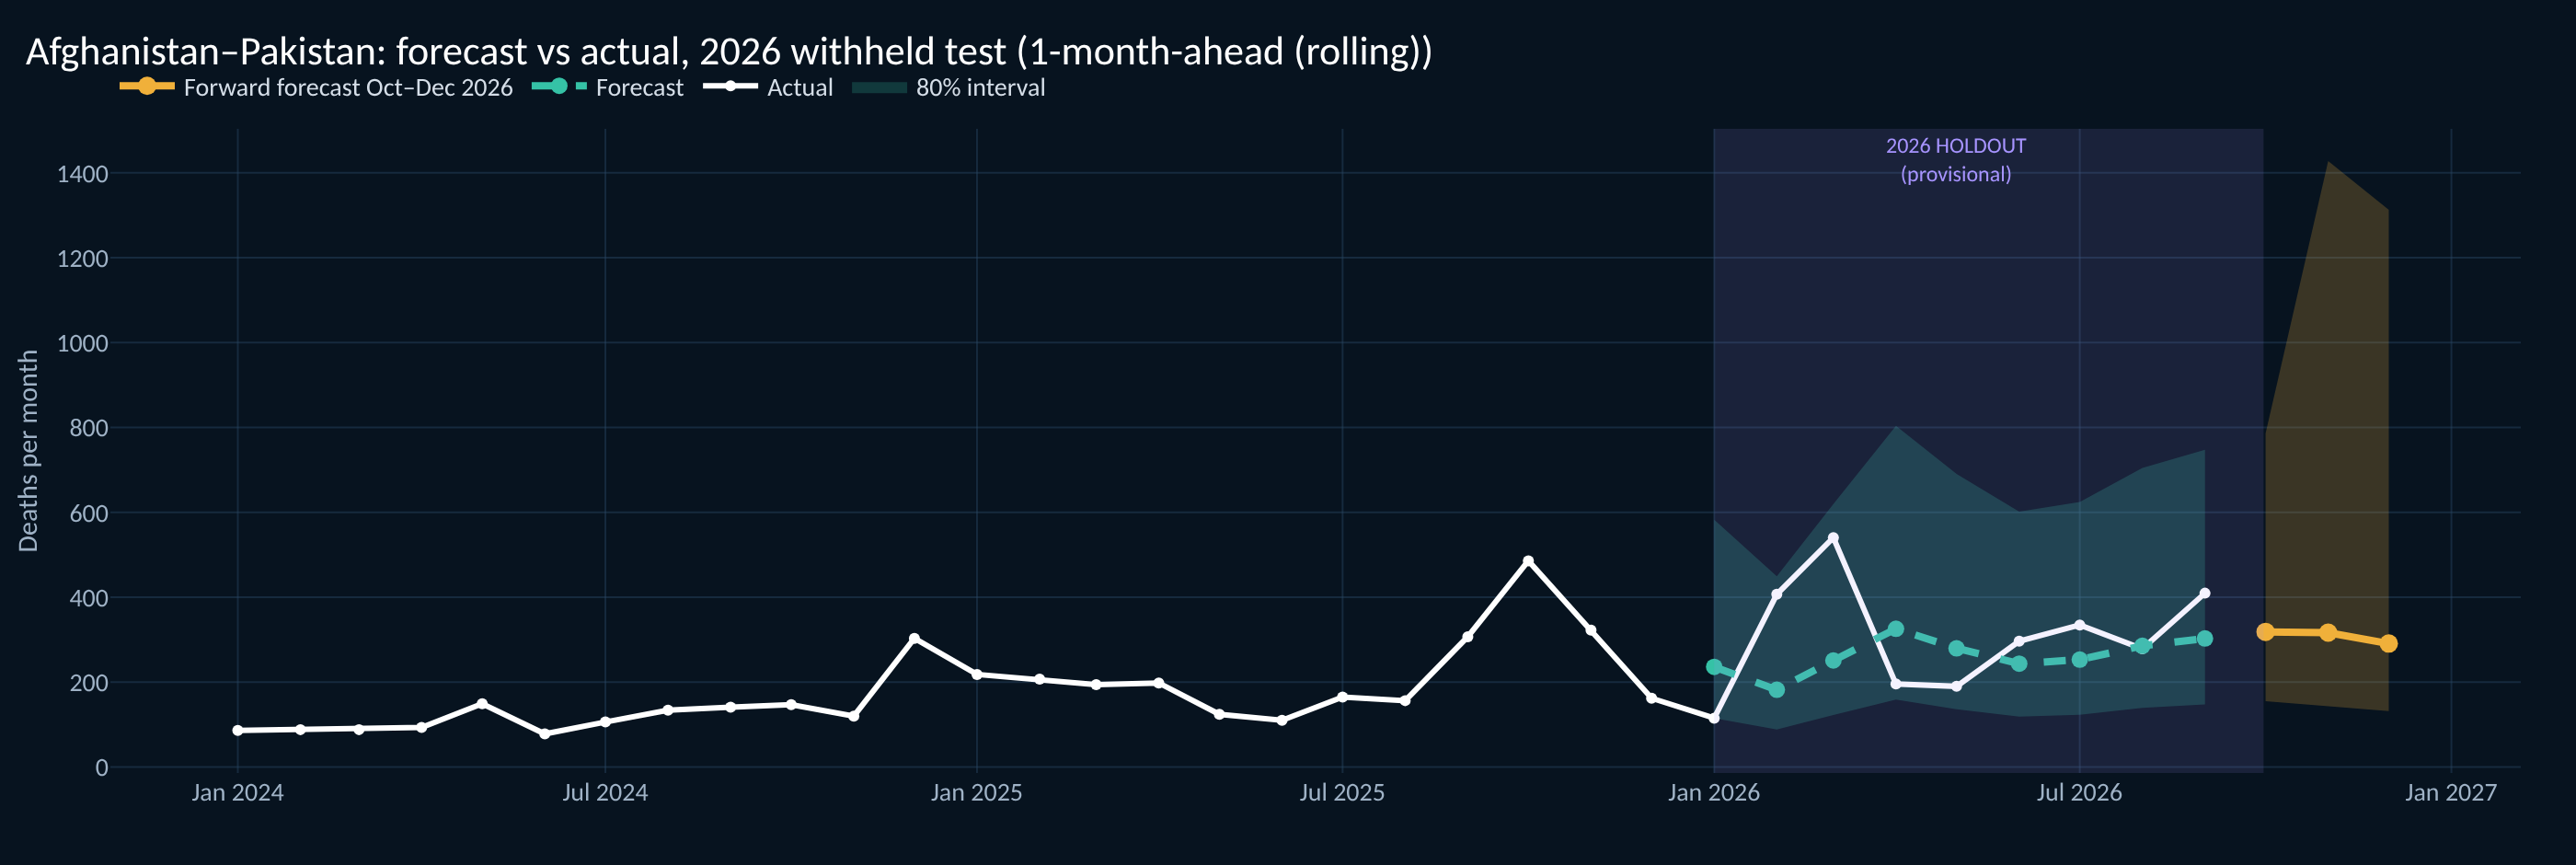 Afghanistan–Pakistan: forecast vs actual, 2026 withheld test (1-month-ahead (rolling))
Forward forecast Oct–Dec 2026 Forecast Actual 80% interval
2026 HOLDOUT
(provisional)
Deaths per month
1400
1200
1000
800
600
400
200
0
Jan 2024 Jul 2024 Jan 2025 Jul 2025 Jan 2026 Jul 2026 Jan 2027